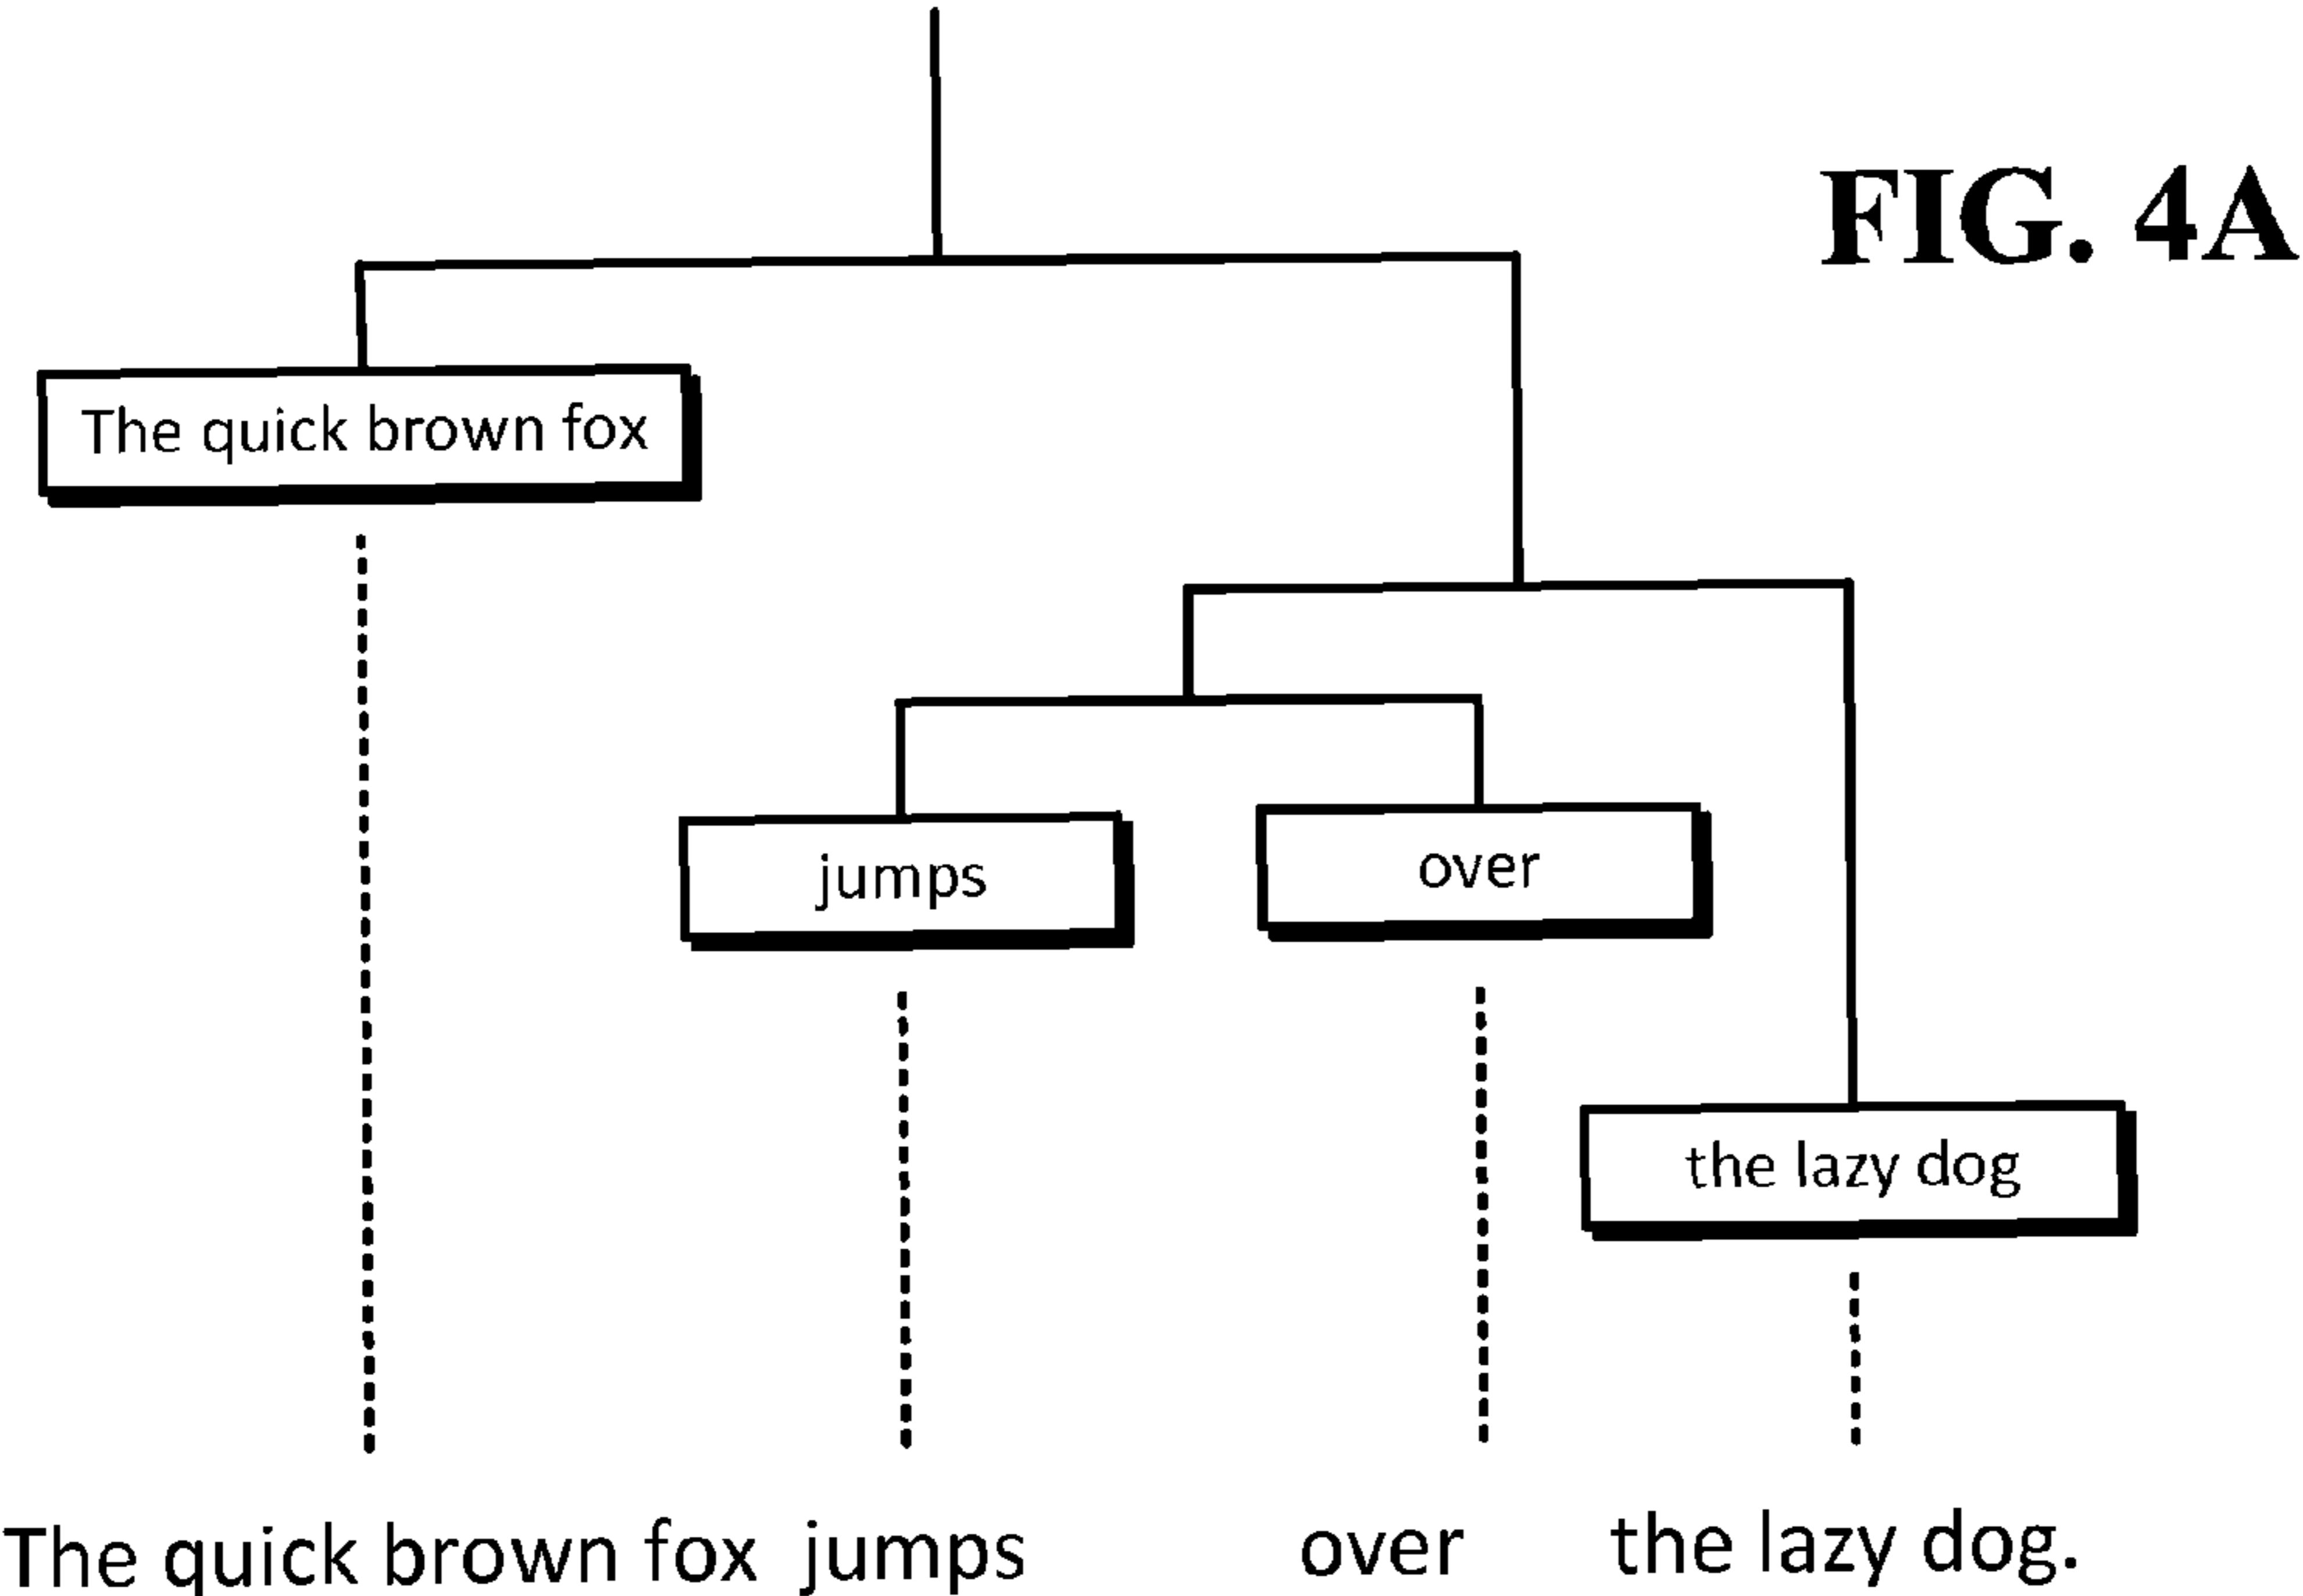 FIG. 4A
The quick brown fox
jumps
over
the lazy dog
The quick brown fox jumps over the lazy dog.